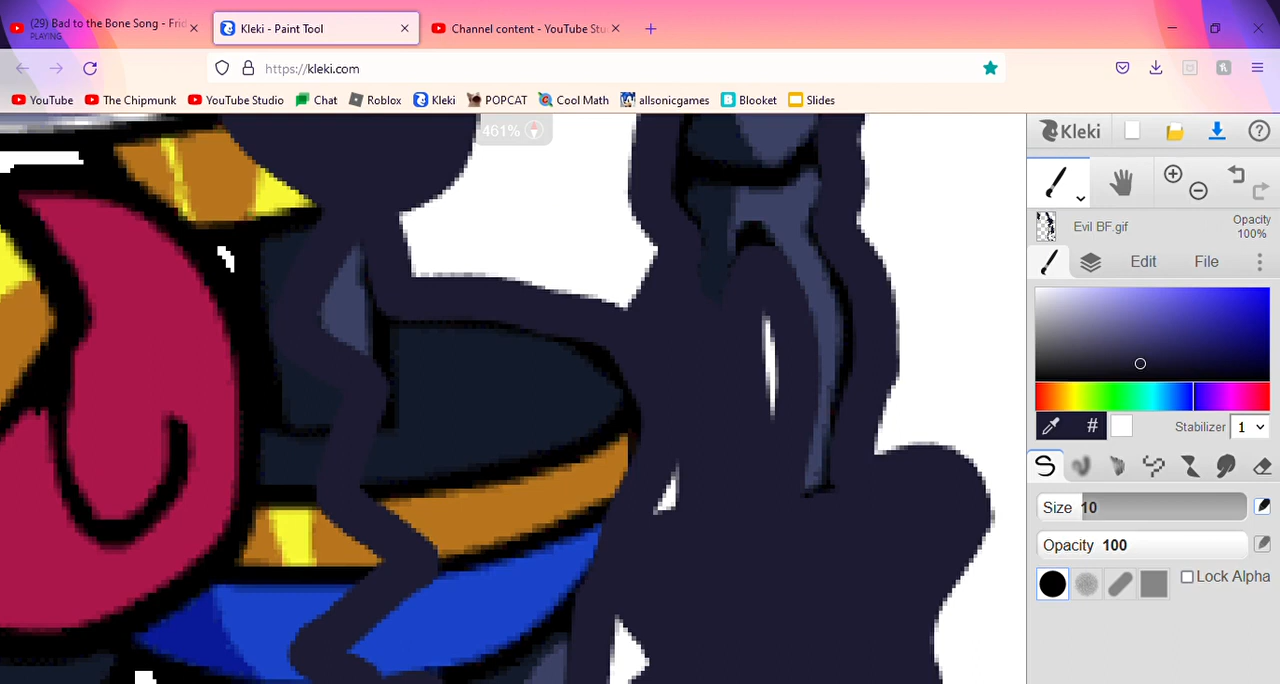 (29) Bad to the Bone Song - Frid
PLAYING
Kleki - Paint Tool
Channel content - YouTube Stu
https://kleki.com
YouTube
The Chipmunk
YouTube Studio
Chat
Roblox
Kleki
POPCAT
Cool Math
allsonicgames
Blooket
Slides
461%
Kleki
Evil BF.gif
Opacity
100%
Edit
File
#
Stabilizer
1
Size 10
Opacity 100
Lock Alpha